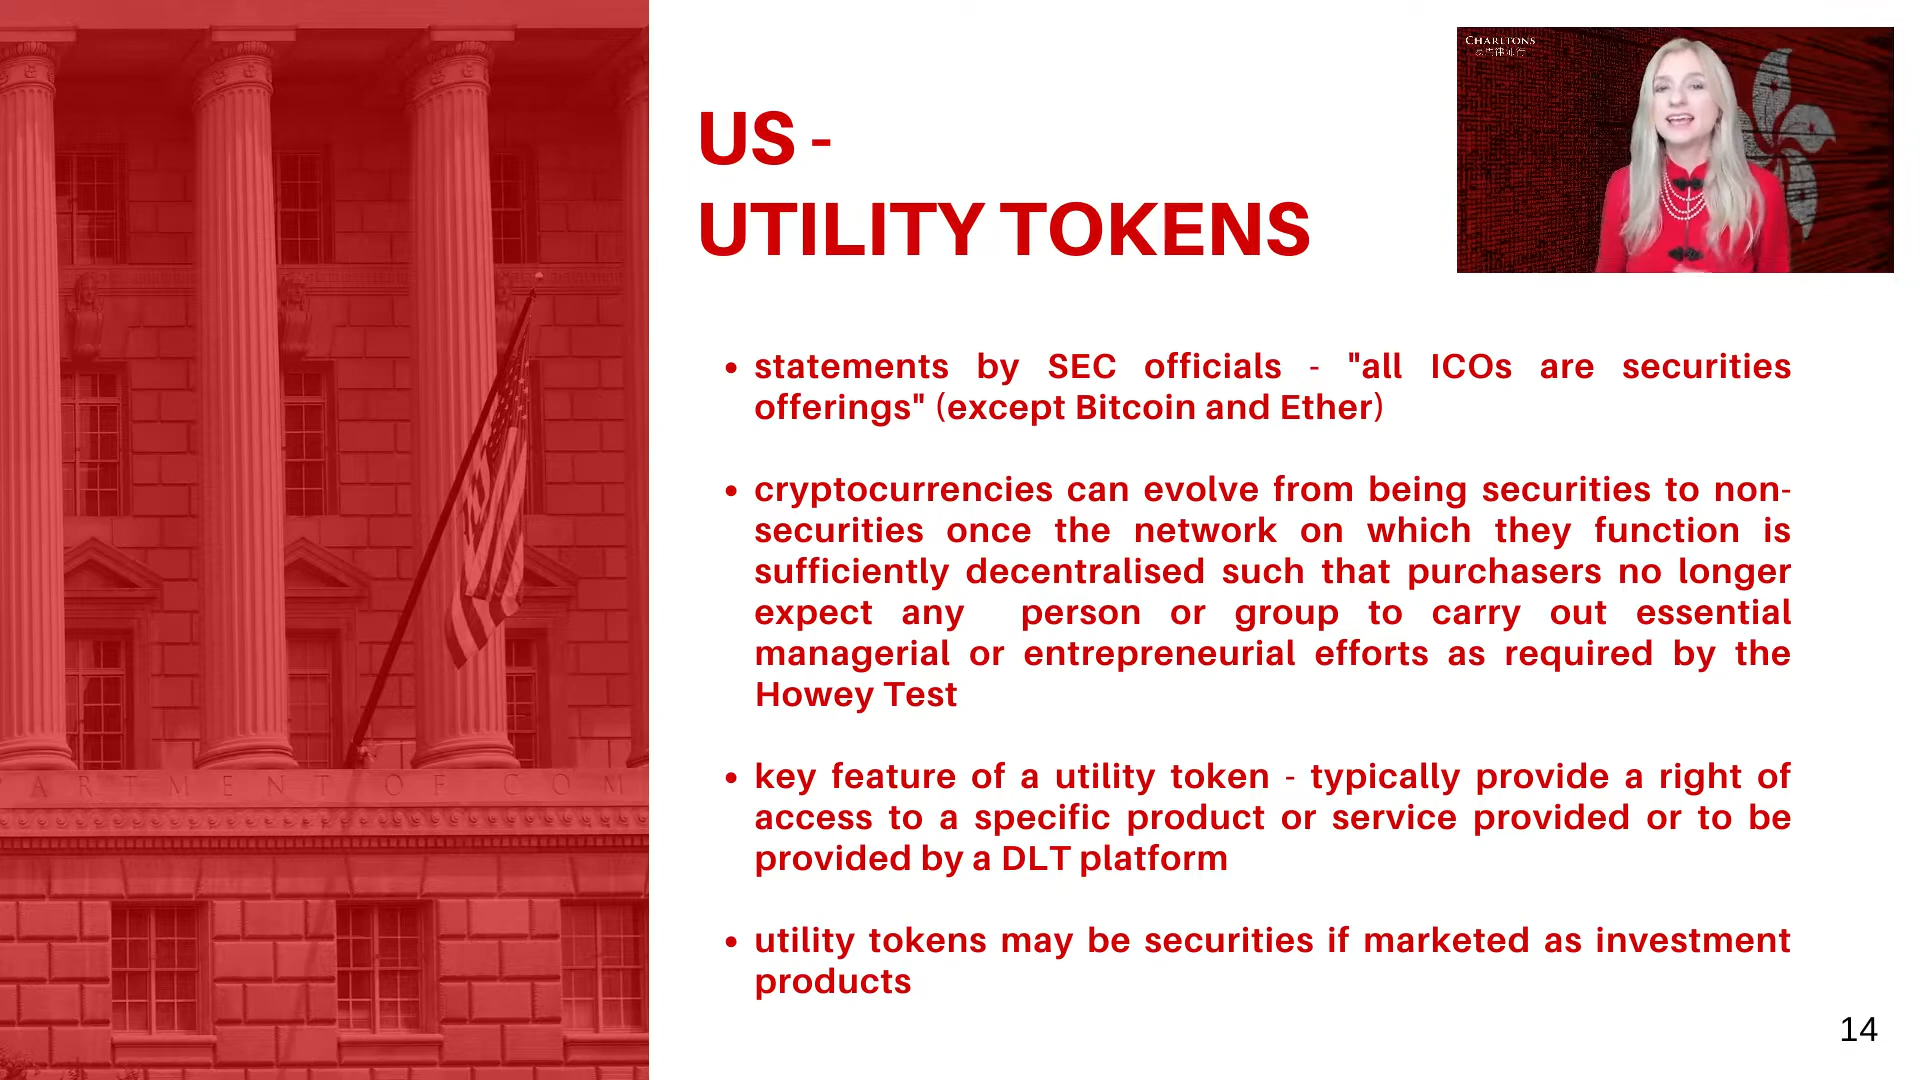 US -
UTILITY TOKENS
CHARLTONS
statements by SEC officials - "all ICOs are securities
offerings" (except Bitcoin and Ether)
cryptocurrencies can evolve from being securities to non-
securities once the network on which they function is
sufficiently decentralised such that purchasers no longer
expect any person or group to carry out essential
managerial or entrepreneurial efforts as required by the
Howey Test
key feature of a utility token - typically provide a right of
access to a specific product or service provided or to be
provided by a DLT platform
utility tokens may be securities if marketed as investment
products
ARTMENT OF COM
14